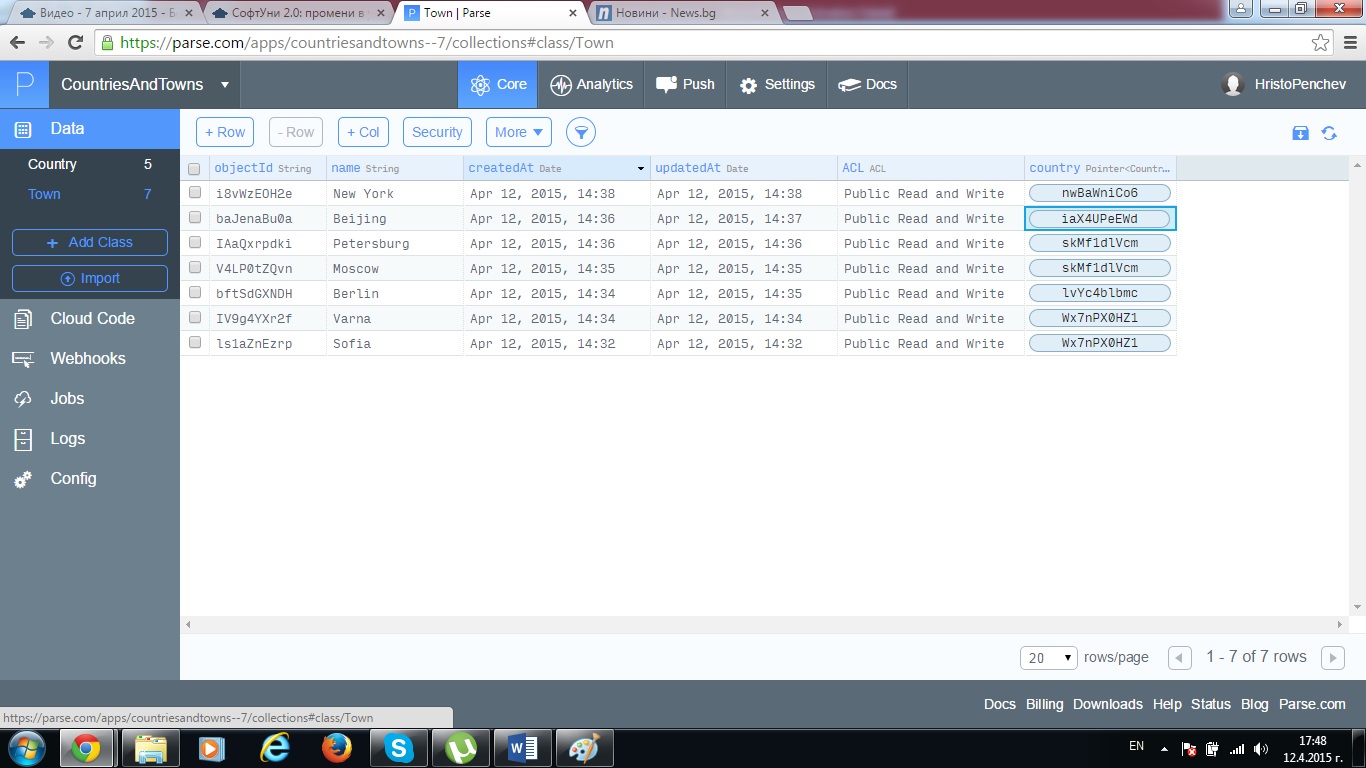 Видео - 7 април 2015 - Б
СофтУни 2.0: промени в
Town | Parse
Новини - News.bg
https://parse.com/apps/countriesandtowns--7/collections#class/Town
CountriesAndTowns
Core
Analytics
Push
Settings
Docs
HristoPenchev
Data
+ Row
- Row
+ Col
Security
More
Country 5
Town 7
+ Add Class
Import
Cloud Code
Webhooks
Jobs
Logs
Config
objectId String name String createdAt Date updatedAt Date ACL ACL country Pointer<Countr…
i8vWzEOH2e New York Apr 12, 2015, 14:38 Apr 12, 2015, 14:38 Public Read and Write nwBaWniCo6
baJenaBu0a Beijing Apr 12, 2015, 14:36 Apr 12, 2015, 14:37 Public Read and Write iaX4UPeEWd
IAaQxrpdki Petersburg Apr 12, 2015, 14:36 Apr 12, 2015, 14:36 Public Read and Write skMf1dlVcm
V4LP0tZQvn Moscow Apr 12, 2015, 14:35 Apr 12, 2015, 14:35 Public Read and Write skMf1dlVcm
bftSdGXNDH Berlin Apr 12, 2015, 14:34 Apr 12, 2015, 14:35 Public Read and Write lvYc4blbmc
IV9g4YXr2f Varna Apr 12, 2015, 14:34 Apr 12, 2015, 14:34 Public Read and Write Wx7nPX0HZ1
ls1aZnEzrp Sofia Apr 12, 2015, 14:32 Apr 12, 2015, 14:32 Public Read and Write Wx7nPX0HZ1
20 rows/page 1 - 7 of 7 rows
Docs Billing Downloads Help Status Blog Parse.com
https://parse.com/apps/countriesandtowns--7/collections#class/Town
EN
17:48
12.4.2015 г.